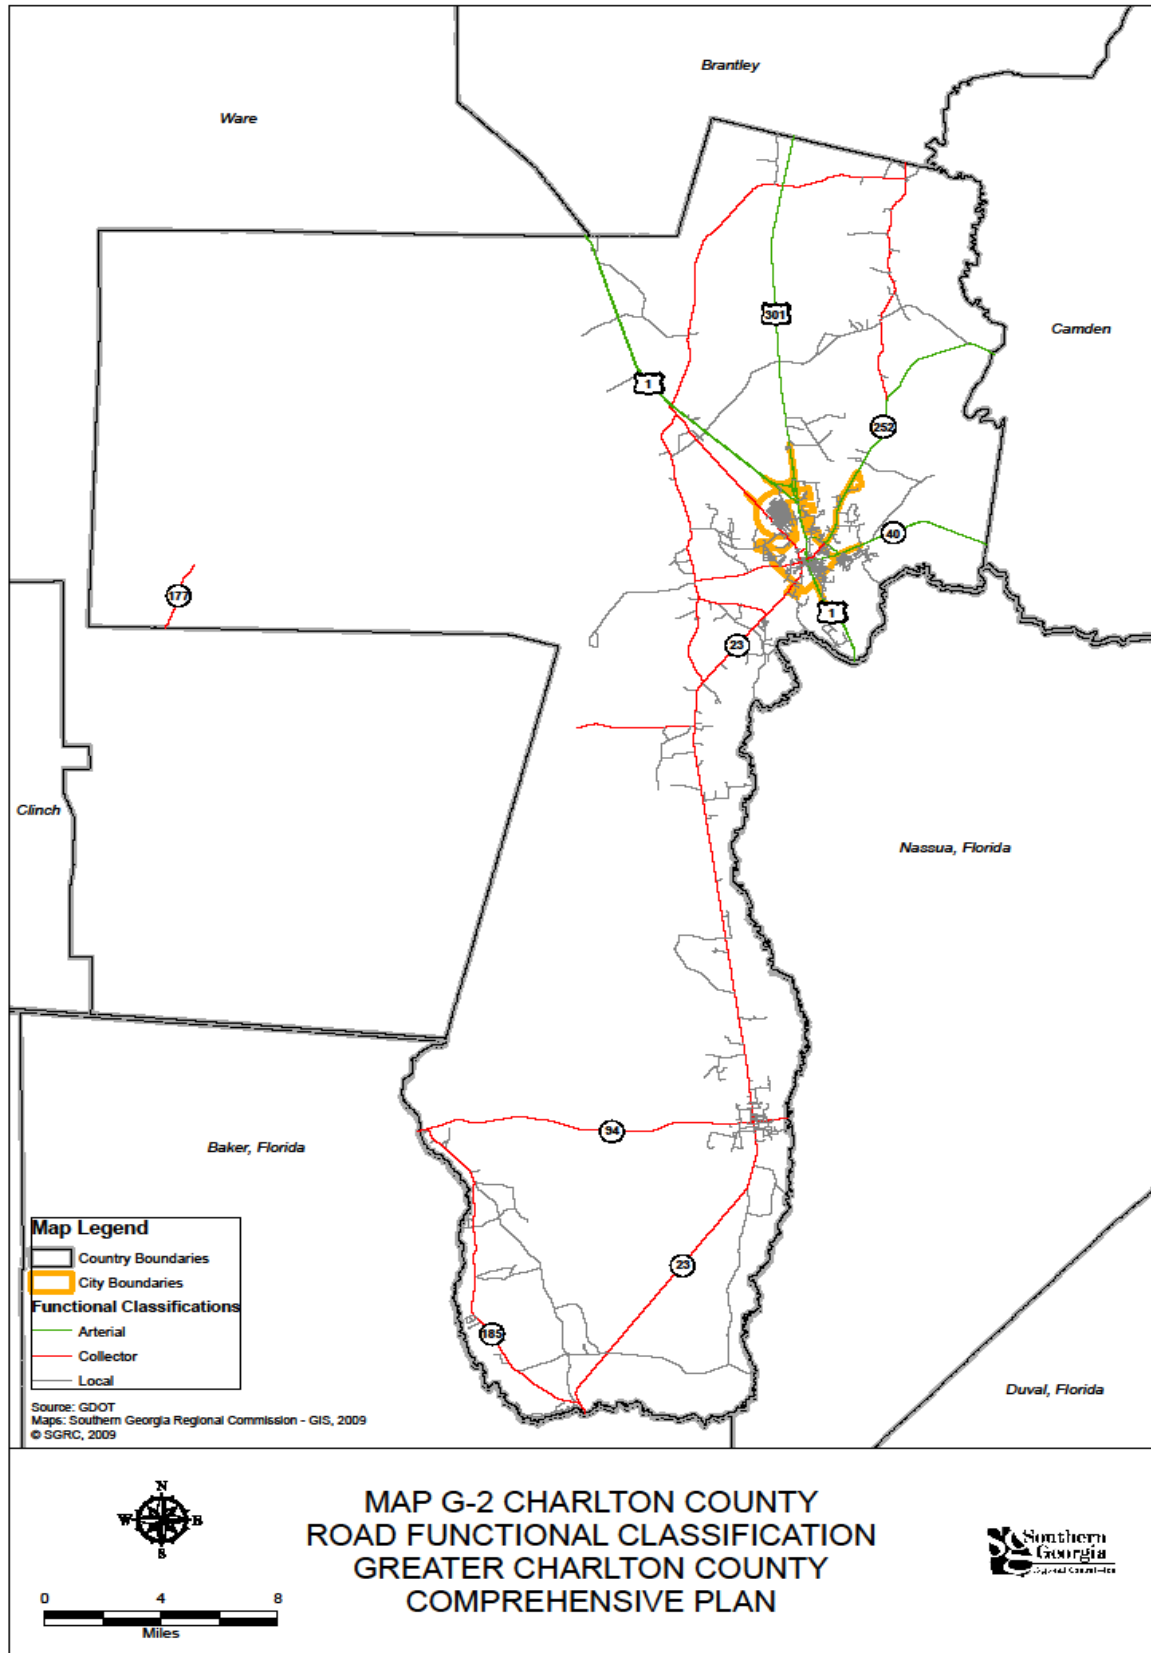 Brantley
Ware
Camden
301
1
252
40
177
1
23
Clinch
Nassua, Florida
94
Baker, Florida
23
185
Duval, Florida
Map Legend
Country Boundaries
City Boundaries
Functional Classifications
Arterial
Collector
Local
Source: GDOT
Maps: Southern Georgia Regional Commission - GIS, 2009
© SGRC, 2009
N
W E
S
MAP G-2 CHARLTON COUNTY
ROAD FUNCTIONAL CLASSIFICATION
GREATER CHARLTON COUNTY
COMPREHENSIVE PLAN
Southern
Georgia
Regional Commission
0 4 8
Miles